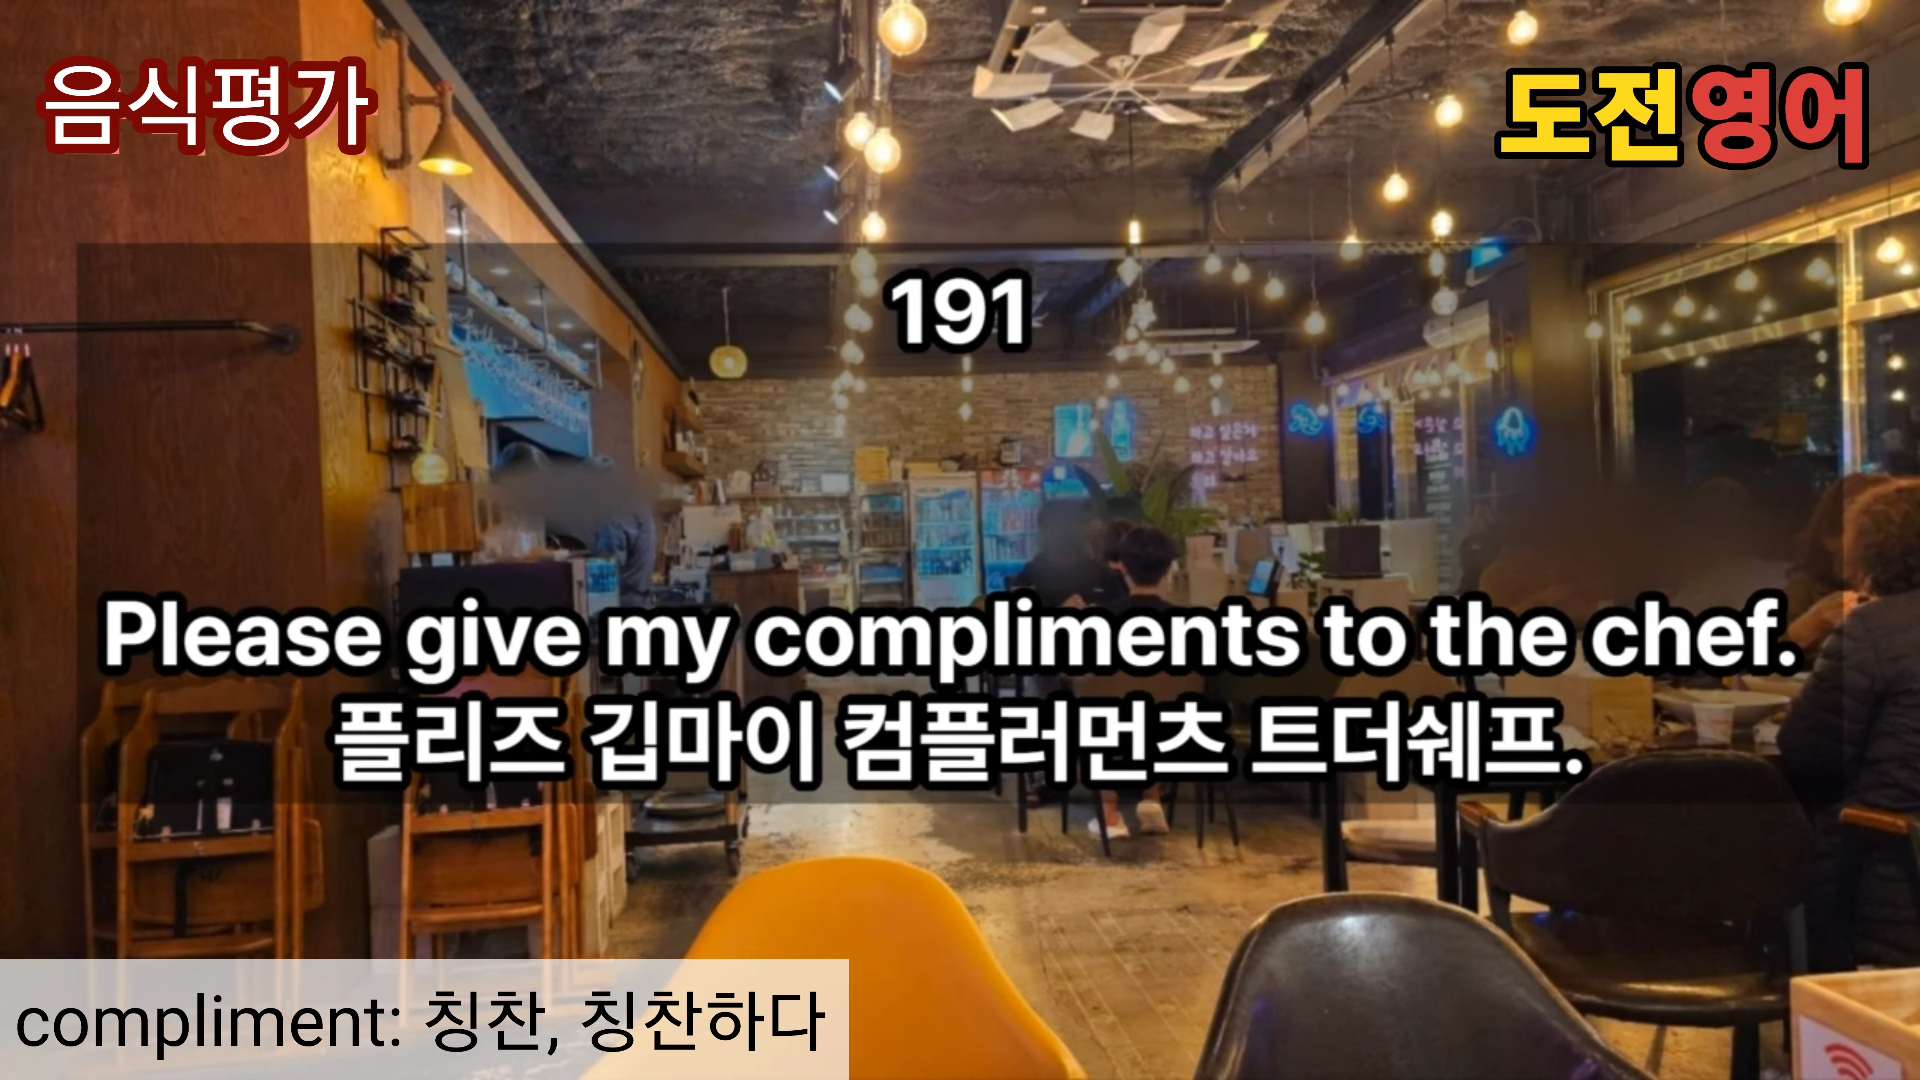 음식평가
도전영어
191
Please give my compliments to the chef.
플리즈 깁마이 컴플러먼츠 트더쉐프.
compliment: 칭찬, 칭찬하다